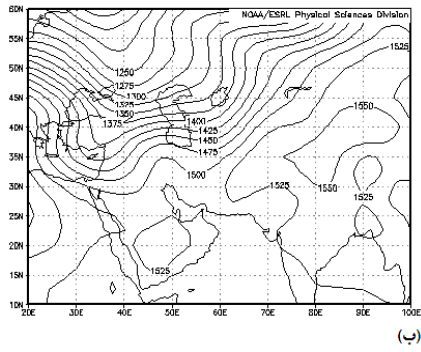 NOAA/ESRL Physical Sciences Division
60N
55N
50N
45N
40N
35N
30N
25N
20N
15N
10N
1525
1250
1275
1300
1325
1350
1375
1400
1425
1450
1475
1500
1550
1525
1550
1525
1525
20E 30E 40E 50E 60E 70E 80E 90E 100E
(ب)